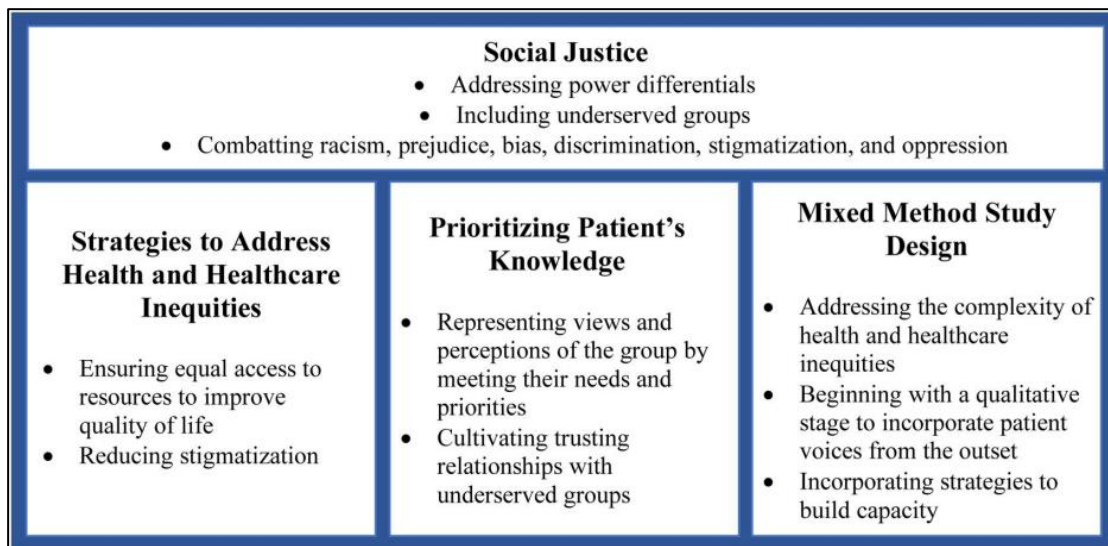 Social Justice
• Addressing power differentials
• Including underserved groups
• Combatting racism, prejudice, bias, discrimination, stigmatization, and oppression
Strategies to Address
Health and Healthcare
Inequities
• Ensuring equal access to
resources to improve
quality of life
• Reducing stigmatization
Prioritizing Patient’s
Knowledge
• Representing views and
perceptions of the group by
meeting their needs and
priorities
• Cultivating trusting
relationships with
underserved groups
Mixed Method Study
Design
• Addressing the complexity of
health and healthcare
inequities
• Beginning with a qualitative
stage to incorporate patient
voices from the outset
• Incorporating strategies to
build capacity